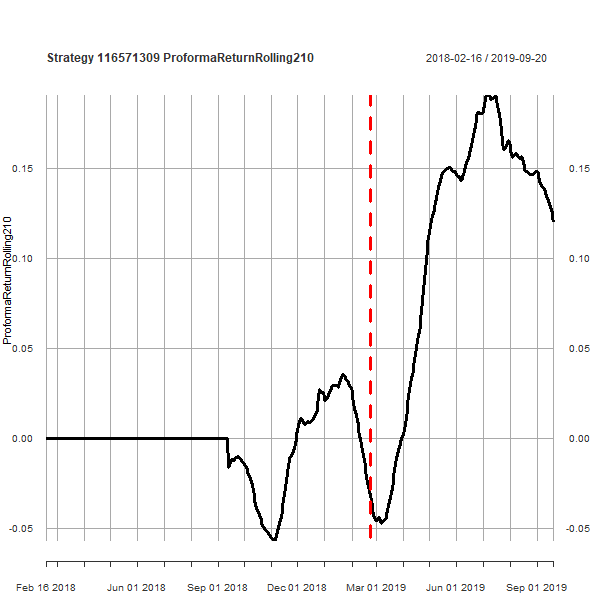 Strategy 116571309 ProformaReturnRolling210
2018-02-16 / 2019-09-20
ProformaReturnRolling210
0.15 0.15
0.10 0.10
0.05 0.05
0.00 0.00
-0.05 -0.05
Feb 16 2018 Jun 01 2018 Sep 01 2018 Dec 01 2018 Mar 01 2019 Jun 01 2019 Sep 01 2019